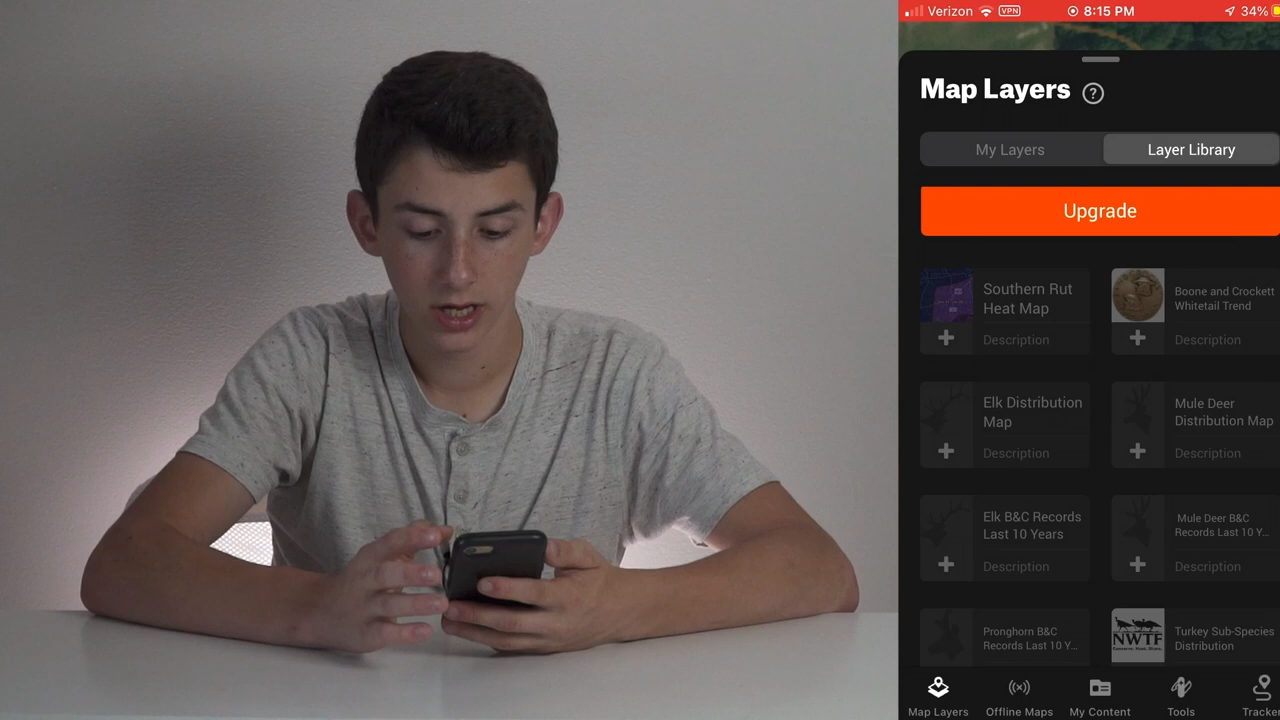 Verizon VPN 8:15 PM 34%
Map Layers ?
My Layers Layer Library
Upgrade
Southern Rut
Heat Map
Description
Boone and Crockett
Whitetail Trend
Description
Elk Distribution
Map
Description
Mule Deer
Distribution Map
Description
Elk B&C Records
Last 10 Years
Description
Mule Deer B&C
Records Last 10 Y...
Description
Pronghorn B&C
Records Last 10 Y...
NWTF
Turkey Sub-Species
Distribution
Map Layers Offline Maps My Content Tools Tracker